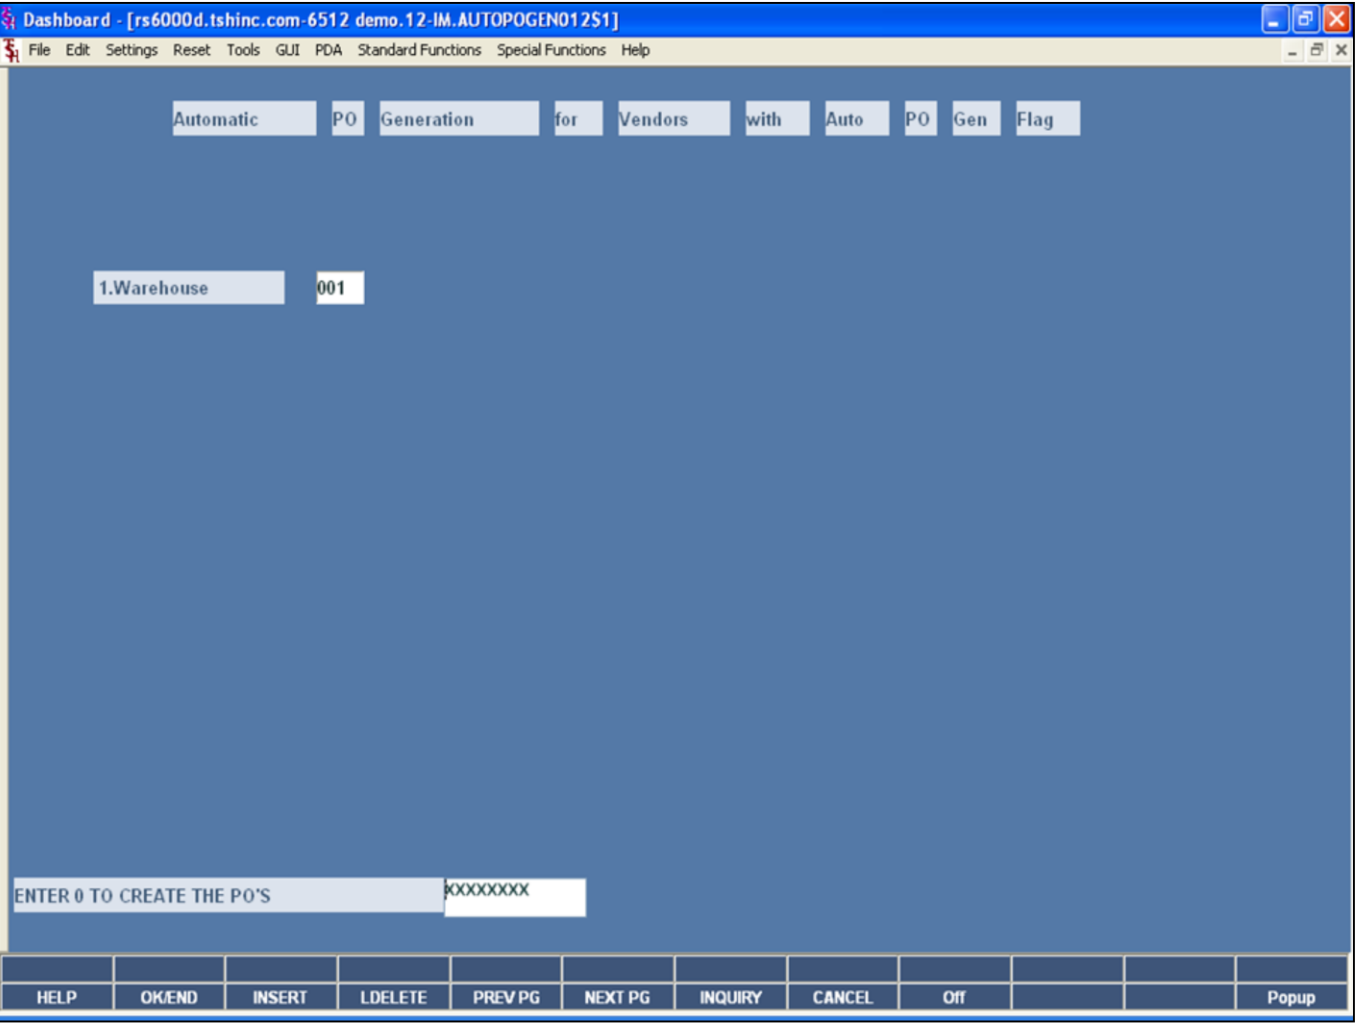 Dashboard - [rs6000d.tshinc.com-6512 demo.12-IM.AUTOPOGEN012$1]
File Edit Settings Reset Tools GUI PDA Standard Functions Special Functions Help
Automatic PO Generation for Vendors with Auto PO Gen Flag
1.Warehouse 001
ENTER 0 TO CREATE THE PO'S XXXXXXXX
HELP OK/END INSERT LDELETE PREV PG NEXT PG INQUIRY CANCEL Off Popup